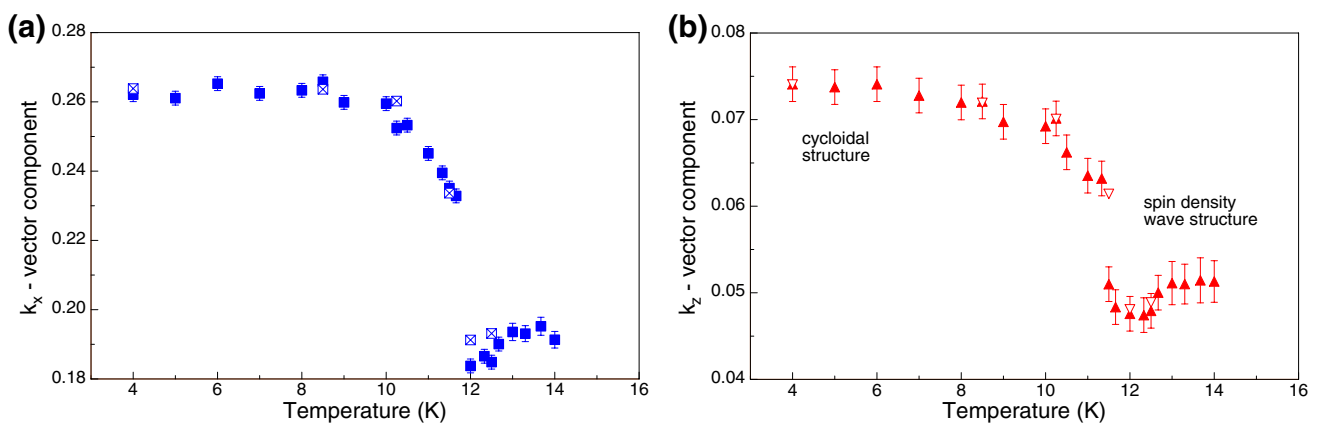 (a)
0.28
0.26
0.24
0.22
0.20
0.18
kx - vector component
4 6 8 10 12 14 16
Temperature (K)
(b)
0.08
0.07
0.06
0.05
0.04
kz - vector component
cycloidal
structure
spin density
wave structure
4 6 8 10 12 14 16
Temperature (K)